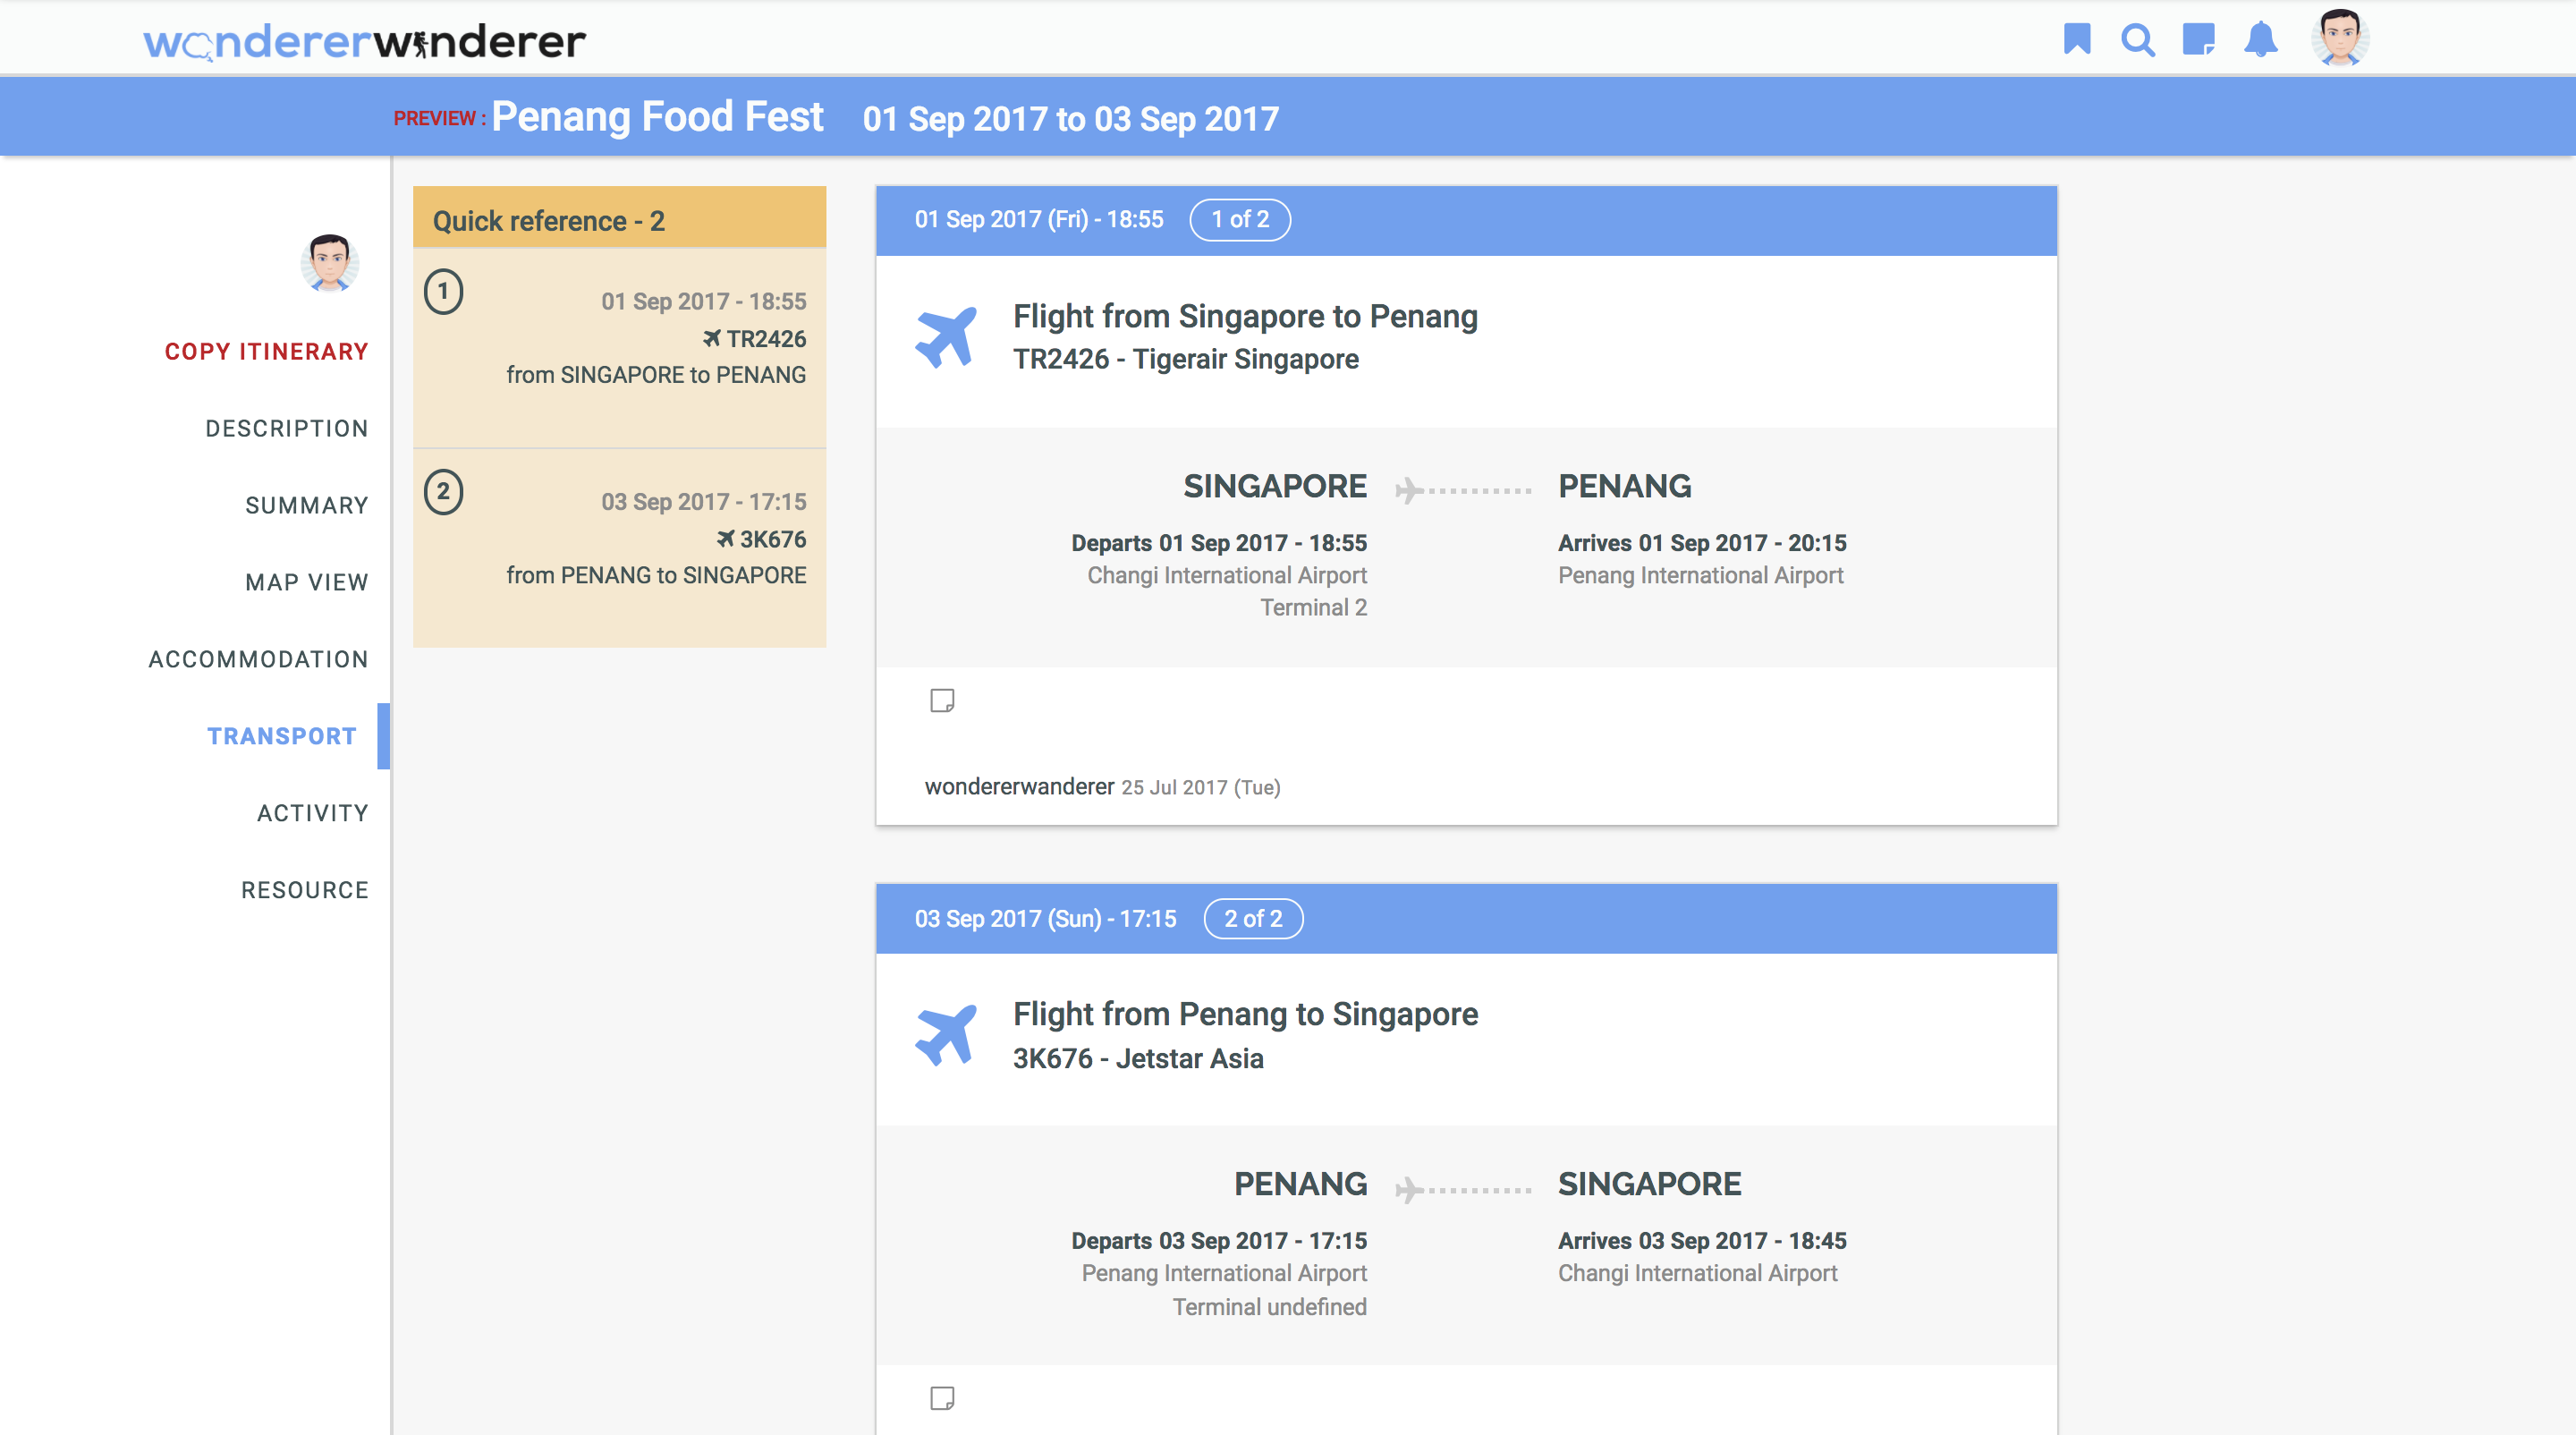 wondererwanderer
PREVIEW : Penang Food Fest 01 Sep 2017 to 03 Sep 2017
COPY ITINERARY
DESCRIPTION
SUMMARY
MAP VIEW
ACCOMMODATION
TRANSPORT
ACTIVITY
RESOURCE
Quick reference - 2
1
01 Sep 2017 - 18:55
TR2426
from SINGAPORE to PENANG
2
03 Sep 2017 - 17:15
3K676
from PENANG to SINGAPORE
01 Sep 2017 (Fri) - 18:55 1 of 2
Flight from Singapore to Penang
TR2426 - Tigerair Singapore
SINGAPORE PENANG
Departs 01 Sep 2017 - 18:55 Arrives 01 Sep 2017 - 20:15
Changi International Airport Penang International Airport
Terminal 2
wondererwanderer 25 Jul 2017 (Tue)
03 Sep 2017 (Sun) - 17:15 2 of 2
Flight from Penang to Singapore
3K676 - Jetstar Asia
PENANG SINGAPORE
Departs 03 Sep 2017 - 17:15 Arrives 03 Sep 2017 - 18:45
Penang International Airport Changi International Airport
Terminal undefined